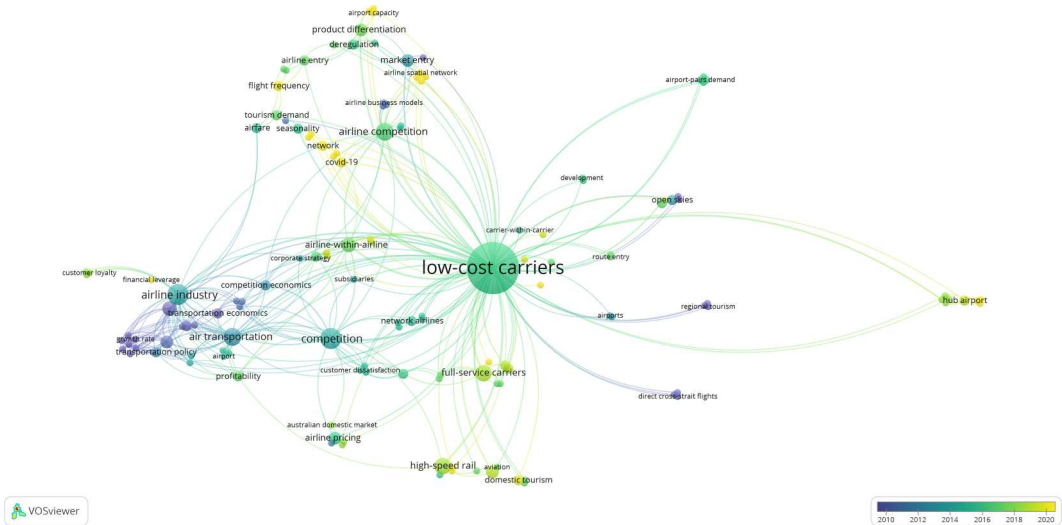 airport capacity
product differentiation
deregulation
airline entry
market entry
airline spatial network
flight frequency
airport-pairs demand
airline business models
tourism demand
airfare
seasonality
airline competition
network
covid-19
development
open skies
carrier-within-carrier
airline-within-airline
corporate strategy
route entry
low-cost carriers
customer loyalty
financial leverage
subsidiaries
competition economics
airline industry
hub airport
regional tourism
transportation economics
airports
network airlines
growth rate
air transportation
competition
transportation policy
airport
customer dissatisfaction
full-service carriers
profitability
direct cross-strait flights
australian domestic market
airline pricing
high-speed rail
aviation
domestic tourism
VOSviewer
2010 2012 2014 2016 2018 2020